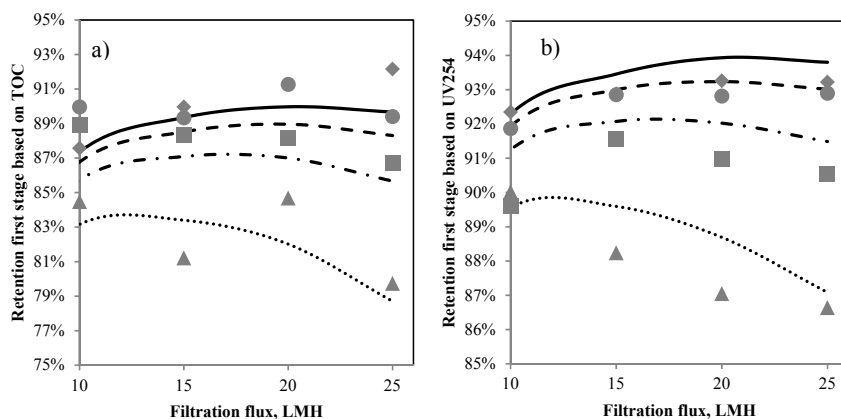 a)
Retention first stage based on TOC
95%
93%
91%
89%
87%
85%
83%
81%
79%
77%
75%
10 15 20 25
Filtration flux, LMH
b)
Retention first stage based on UV254
95%
94%
93%
92%
91%
90%
89%
88%
87%
86%
85%
10 15 20 25
Filtration flux, LMH